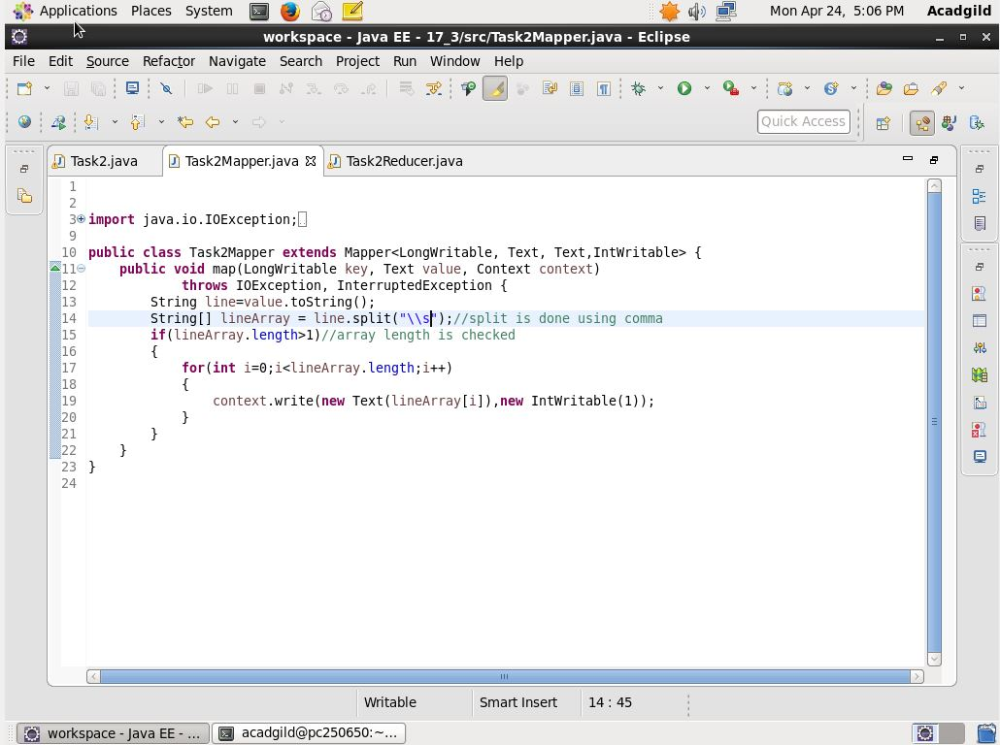 Applications Places System Mon Apr 24, 5:06 PM Acadgild
workspace - Java EE - 17_3/src/Task2Mapper.java - Eclipse
File Edit Source Refactor Navigate Search Project Run Window Help
Quick Access
Task2.java Task2Mapper.java Task2Reducer.java
1
2
3 import java.io.IOException;
9
10 public class Task2Mapper extends Mapper<LongWritable, Text, Text,IntWritable> {
11 public void map(LongWritable key, Text value, Context context)
12 throws IOException, InterruptedException {
13 String line=value.toString();
14 String[] lineArray = line.split("\\s");//split is done using comma
15 if(lineArray.length>1)//array length is checked
16 {
17 for(int i=0;i<lineArray.length;i++)
18 {
19 context.write(new Text(lineArray[i]),new IntWritable(1));
20 }
21 }
22 }
23 }
24
Writable Smart Insert 14 : 45
workspace - Java EE - ... acadgild@pc250650:~...